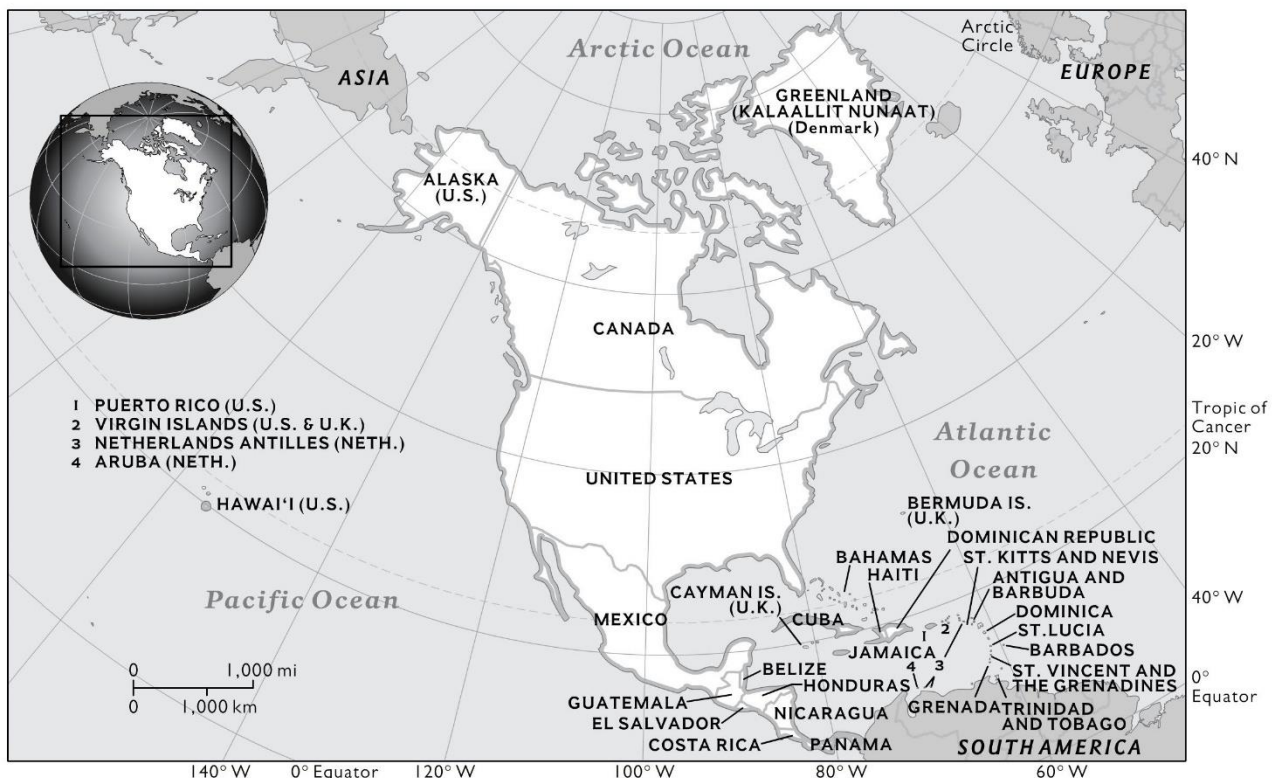 Arctic Ocean
Arctic
Circle
ASIA
EUROPE
GREENLAND
(KALAALLIT NUNAAT)
(Denmark)
40° N
ALASKA
(U.S.)
CANADA
20° W
1 PUERTO RICO (U.S.)
2 VIRGIN ISLANDS (U.S. & U.K.)
3 NETHERLANDS ANTILLES (NETH.)
4 ARUBA (NETH.)
Tropic of
Cancer
20° N
Atlantic
Ocean
UNITED STATES
HAWAI‘I (U.S.)
BERMUDA IS.
(U.K.)
DOMINICAN REPUBLIC
BAHAMAS
ST. KITTS AND NEVIS
HAITI
ANTIGUA AND
BARBUDA
CAYMAN IS.
(U.K.)
Pacific Ocean
40° W
MEXICO
CUBA
DOMINICA
1
2
ST.LUCIA
JAMAICA
BARBADOS
4
3
0 1,000 mi
0 1,000 km
BELIZE
ST. VINCENT AND
THE GRENADINES
0°
Equator
HONDURAS
GUATEMALA
GRENADA
TRINIDAD
AND TOBAGO
NICARAGUA
EL SALVADOR
COSTA RICA
PANAMA
SOUTH AMERICA
140° W
0° Equator
120° W
100° W
80° W
60° W